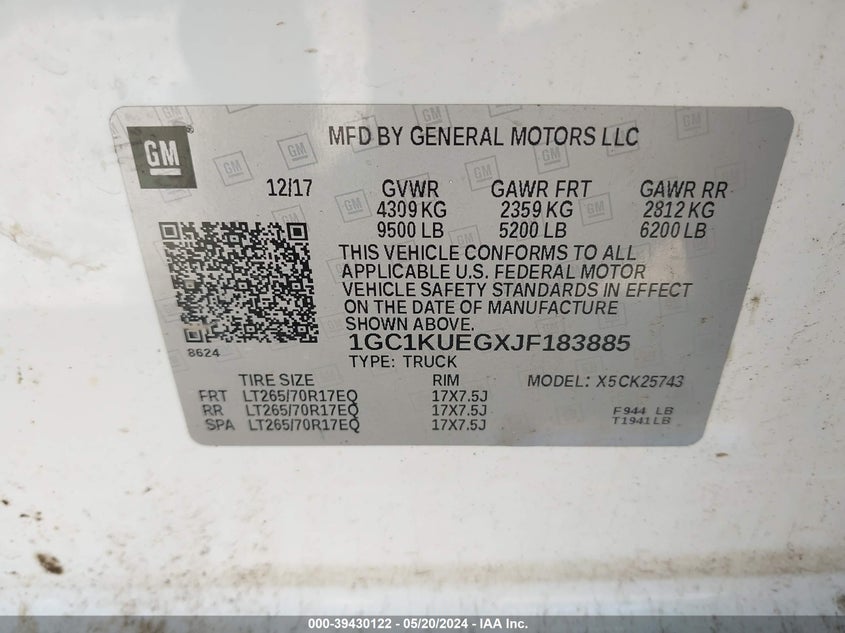 GM
MFD BY GENERAL MOTORS LLC
12/17 GVWR GAWR FRT GAWR RR
4309 KG 2359 KG 2812 KG
9500 LB 5200 LB 6200 LB
THIS VEHICLE CONFORMS TO ALL
APPLICABLE U.S. FEDERAL MOTOR
VEHICLE SAFETY STANDARDS IN EFFECT
ON THE DATE OF MANUFACTURE
SHOWN ABOVE.
8624
1GC1KUEGXJF183885
TYPE: TRUCK
TIRE SIZE RIM MODEL: X5CK25743
FRT LT265/70R17EQ 17X7.5J
RR LT265/70R17EQ 17X7.5J F944 LB
SPA LT265/70R17EQ 17X7.5J T1941LB
000-39430122 - 05/20/2024 - IAA Inc.